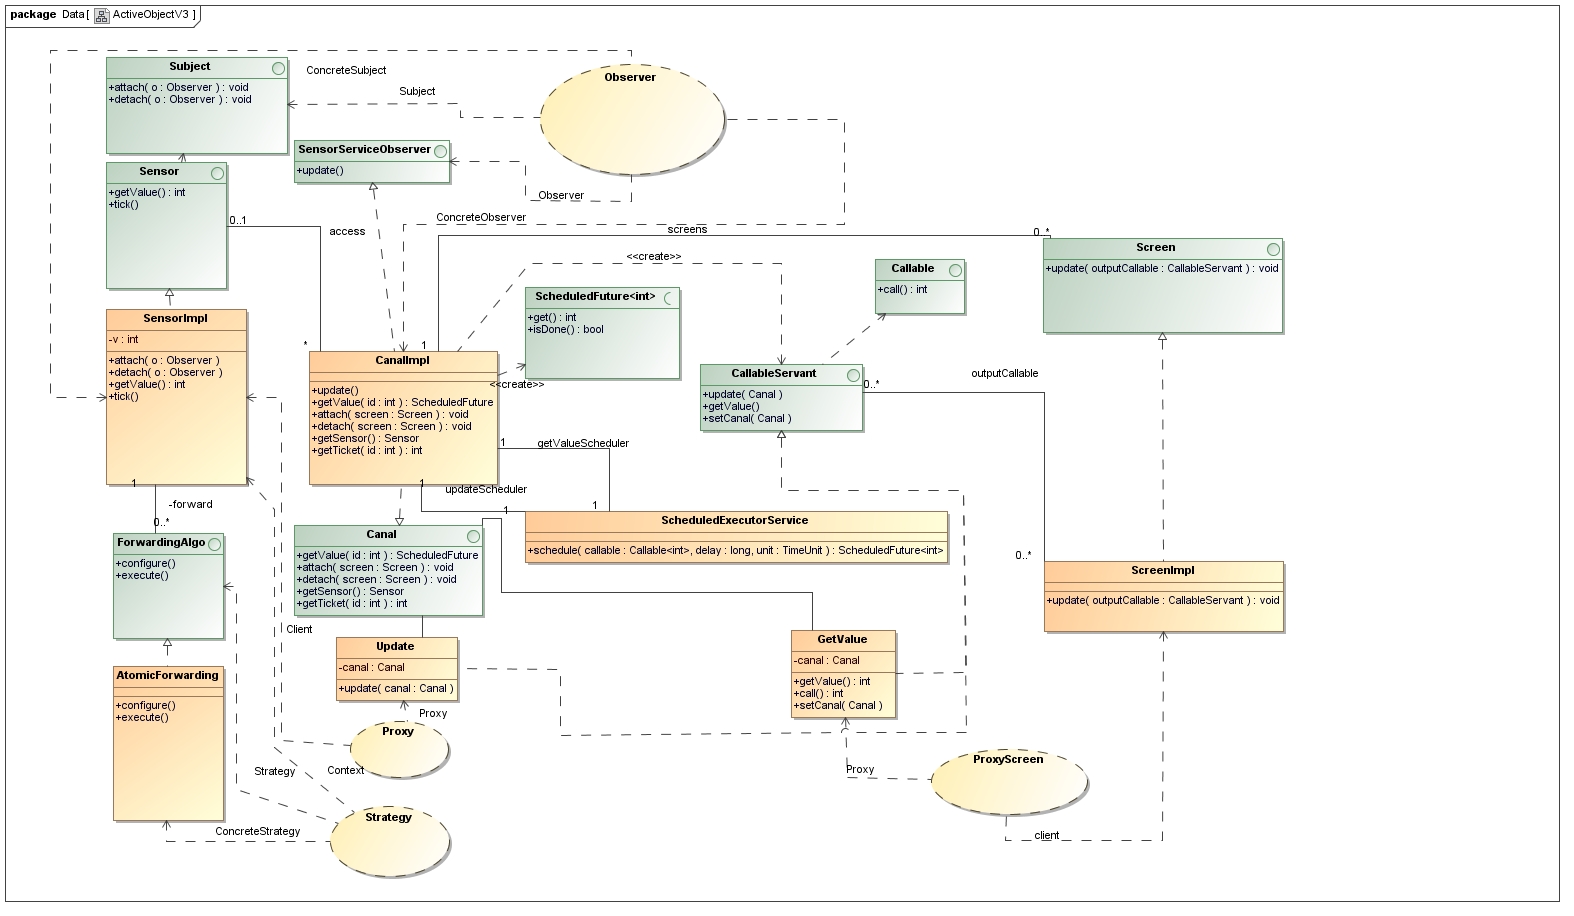 package Data[ ActiveObjectV3 ]
Subject
+attach( o : Observer ) : void
+detach( o : Observer ) : void
ConcreteSubject
Subject
Observer
SensorServiceObserver
+update()
Observer
ConcreteObserver
Sensor
+getValue() : int
+tick()
0..1
access
*
screens
0..*
1
Screen
+update( outputCallable : CallableServant ) : void
<<create>>
Callable
+call() : int
ScheduledFuture<int>
+get() : int
+isDone() : bool
<<create>>
SensorImpl
-v : int
+attach( o : Observer )
+detach( o : Observer )
+getValue() : int
+tick()
CanalImpl
+update()
+getValue( id : int ) : ScheduledFuture
+attach( screen : Screen ) : void
+detach( screen : Screen ) : void
+getSensor() : Sensor
+getTicket( id : int ) : int
CallableServant
+update( Canal )
+getValue()
+setCanal( Canal )
0..*
outputCallable
0..*
1
getValueScheduler
1
1
updateScheduler
1
1
-forward
0..*
ScheduledExecutorService
+schedule( callable : Callable<int>, delay : long, unit : TimeUnit ) : ScheduledFuture<int>
ForwardingAlgo
+configure()
+execute()
Canal
+getValue( id : int ) : ScheduledFuture
+attach( screen : Screen ) : void
+detach( screen : Screen ) : void
+getSensor() : Sensor
+getTicket( id : int ) : int
ScreenImpl
+update( outputCallable : CallableServant ) : void
Client
Update
-canal : Canal
+update( canal : Canal )
GetValue
-canal : Canal
+getValue() : int
+call() : int
+setCanal( Canal )
AtomicForwarding
+configure()
+execute()
Proxy
Proxy
Context
Strategy
Strategy
ConcreteStrategy
Proxy
ProxyScreen
client